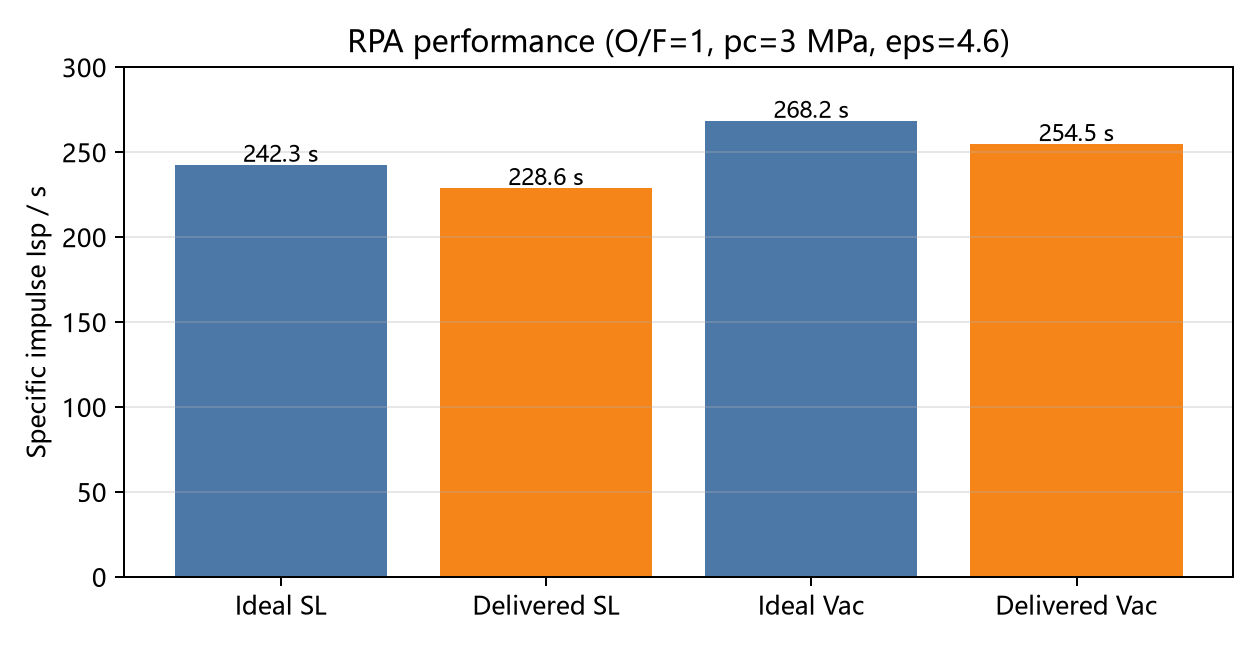 RPA performance (O/F=1, pc=3 MPa, eps=4.6)
Specific impulse Isp / s
300
250
200
150
100
50
0
242.3 s
228.6 s
268.2 s
254.5 s
Ideal SL
Delivered SL
Ideal Vac
Delivered Vac